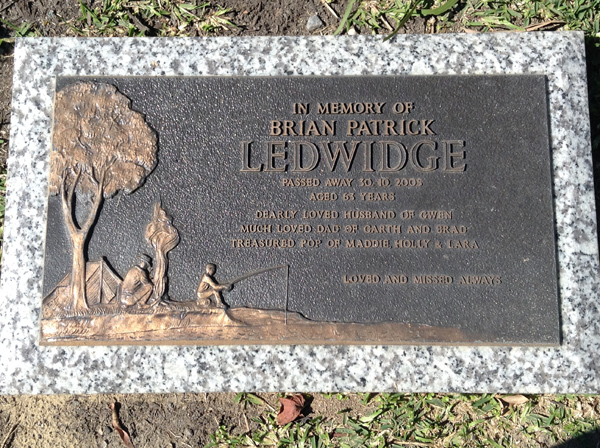 IN MEMORY OF
BRIAN PATRICK
LEDWIDGE
PASSED AWAY 30. 10. 2009
AGED 63 YEARS
DEARLY LOVED HUSBAND OF GWEN
MUCH LOVED DAD OF GARTH AND BRAD
TREASURED POP OF MADDIE, HOLLY & LARA
LOVED AND MISSED ALWAYS